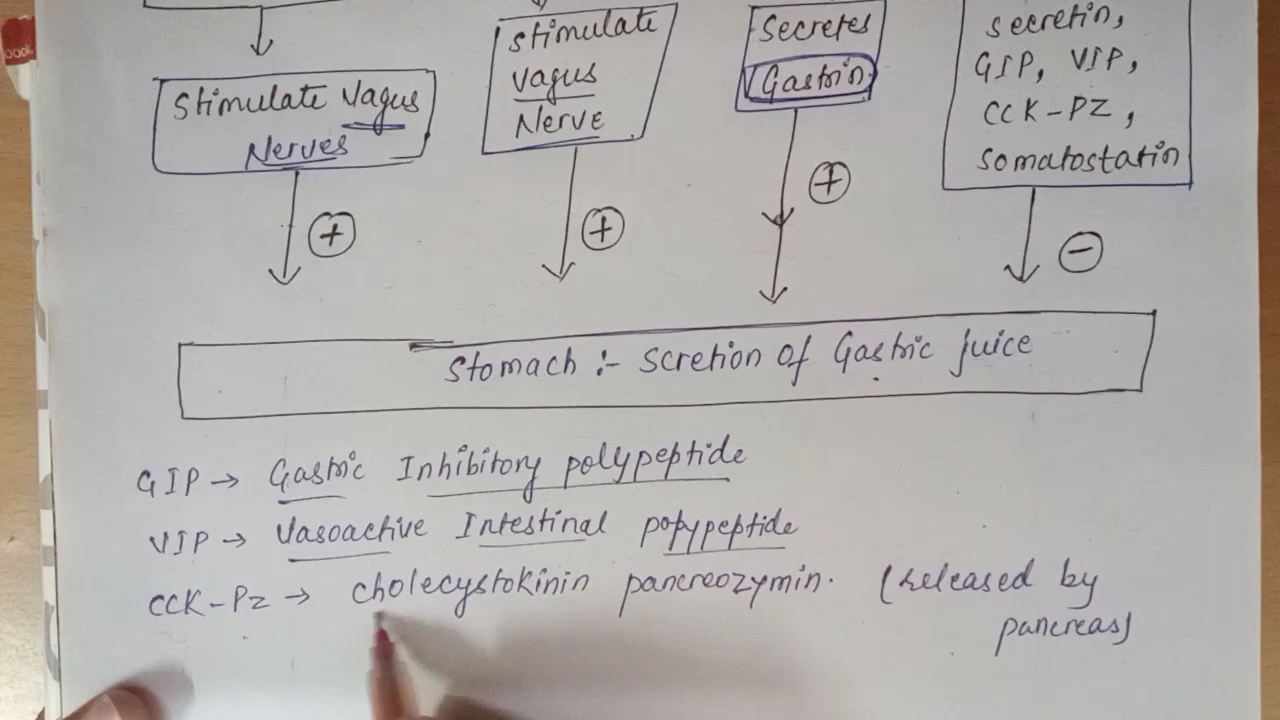 book
Stimulate Vagus
Nerves
Stimulate
Vagus
Nerve
Secretes
Gastrin
Secretin,
GIP, VIP,
CCK-PZ,
Somatostatin
+
+
+
-
Stomach :- Scretion of Gastric juice
GIP → Gastric Inhibitory polypeptide
VIP → Vasoactive Intestinal popypeptide
CCK-PZ → cholecystokinin pancreozymin. (released by
pancreas)